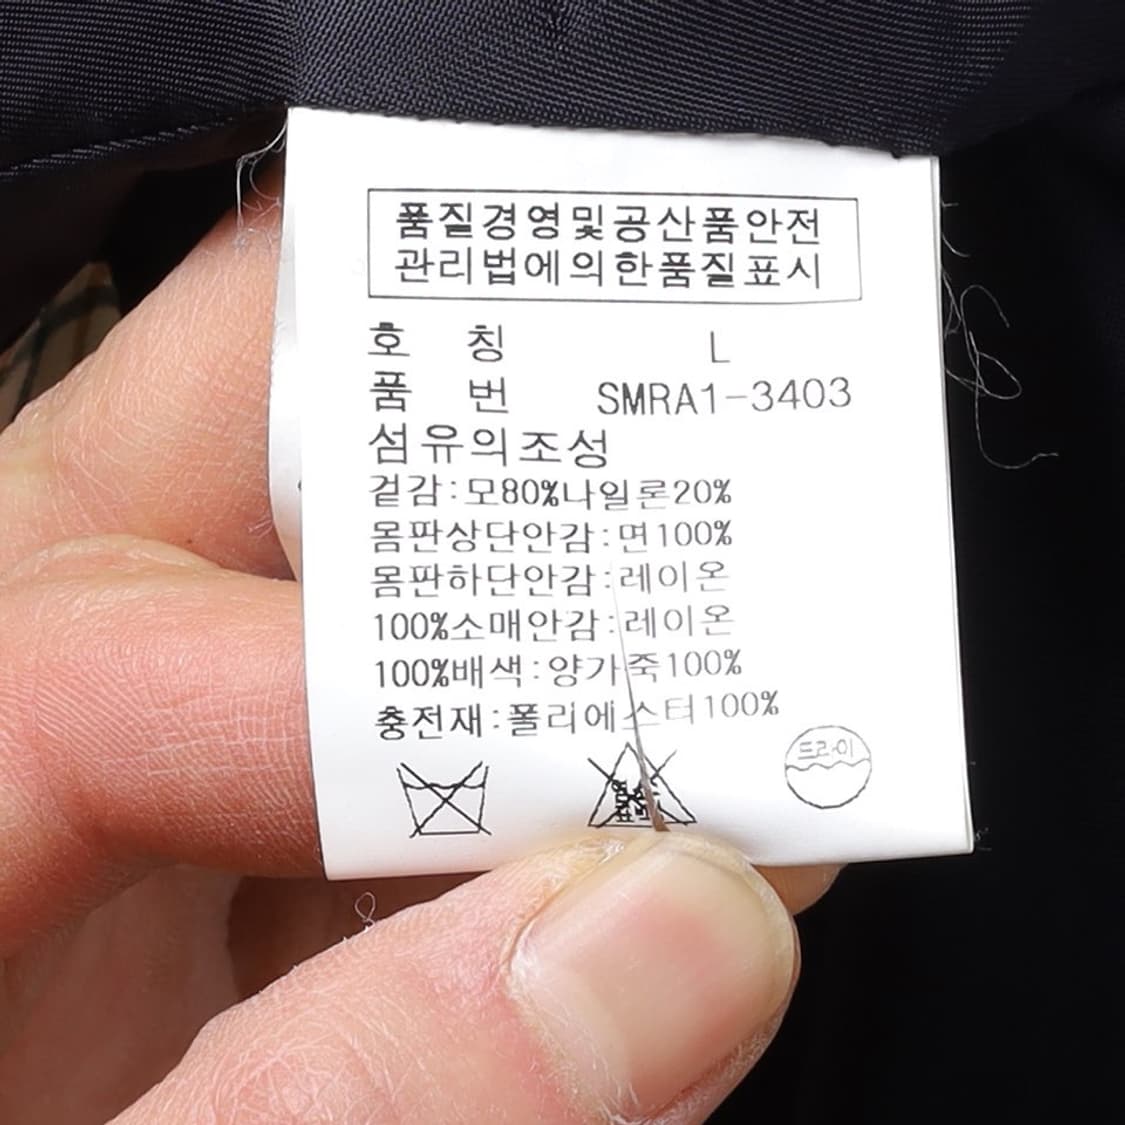 품질경영및공산품안전
관리법에의한품질표시
호 칭 L
품 번 SMRA1-3403
섬유의조성
겉감:모80%나일론20%
몸판상단안감:면100%
몸판하단안감:레이온
100%소매안감:레이온
100%배색:양가죽100%
충전재:폴리에스터100%
드라이